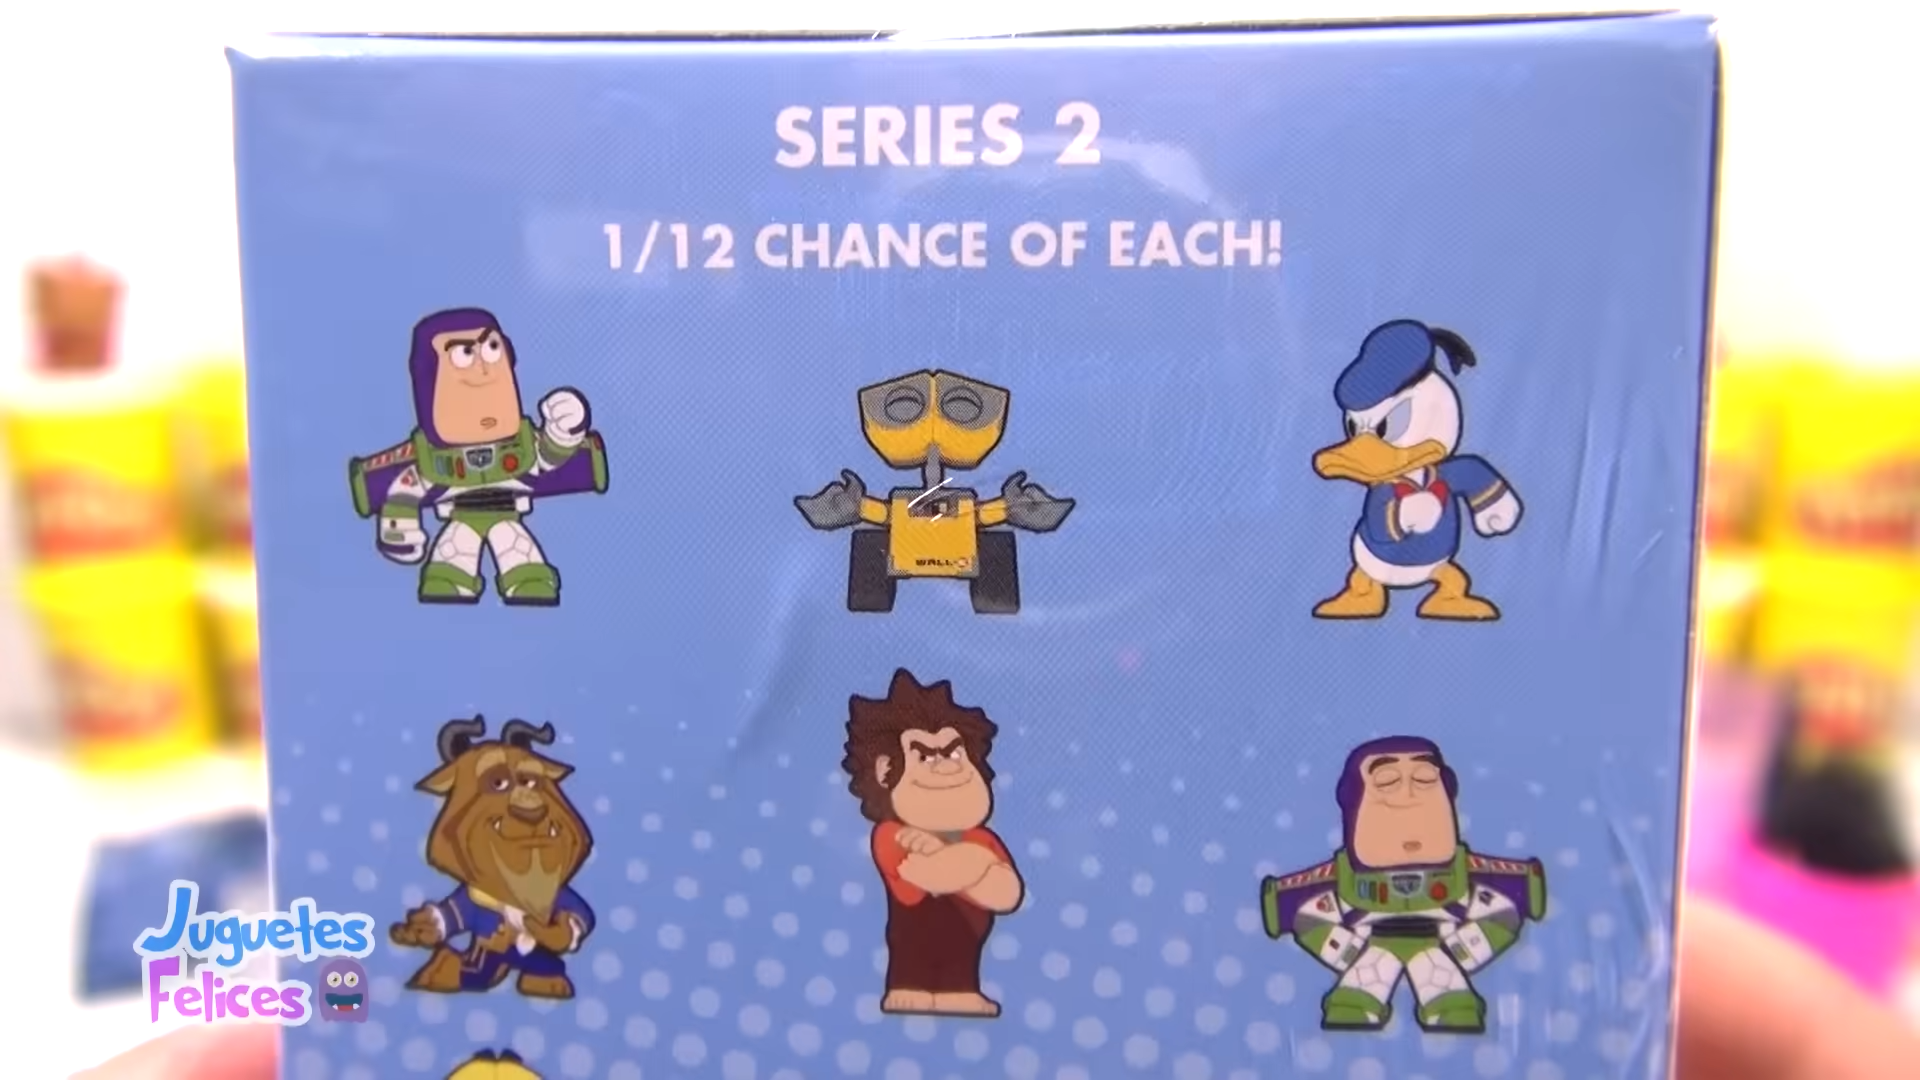 SERIES 2
1/12 CHANCE OF EACH!
WALL•E
Juguetes
Felices